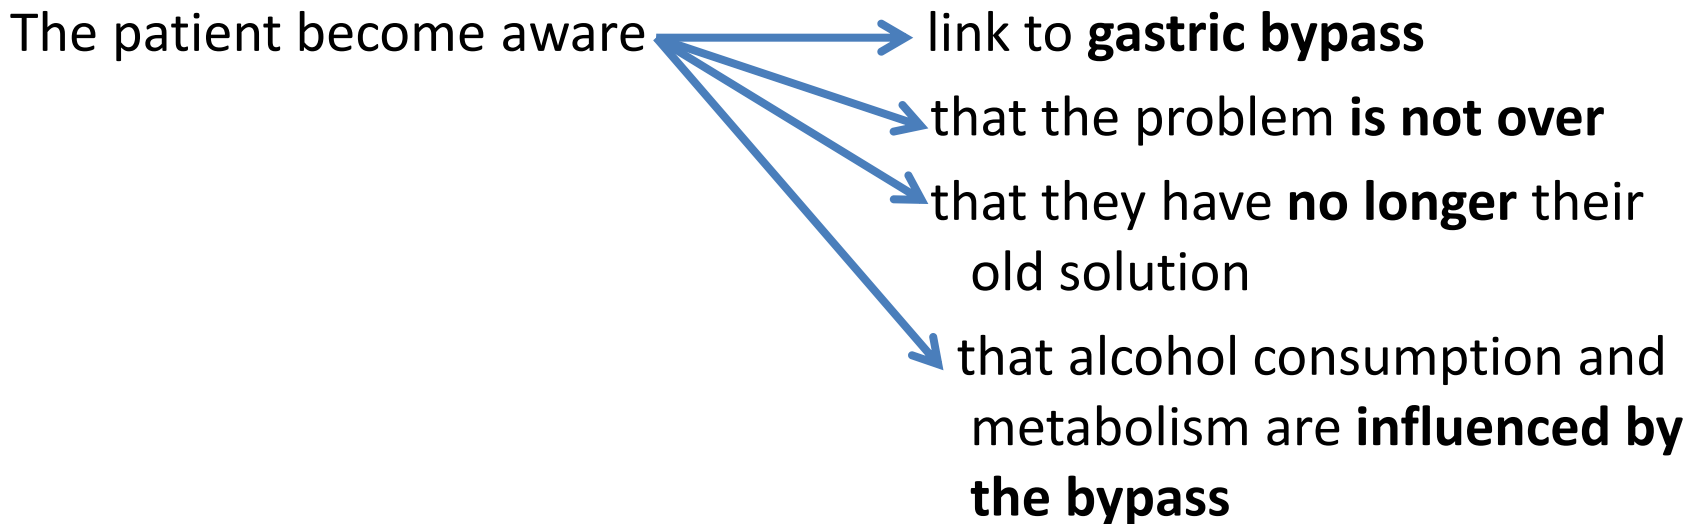 The patient become aware link to gastric bypass
that the problem is not over
that they have no longer their
old solution
that alcohol consumption and
metabolism are influenced by
the bypass